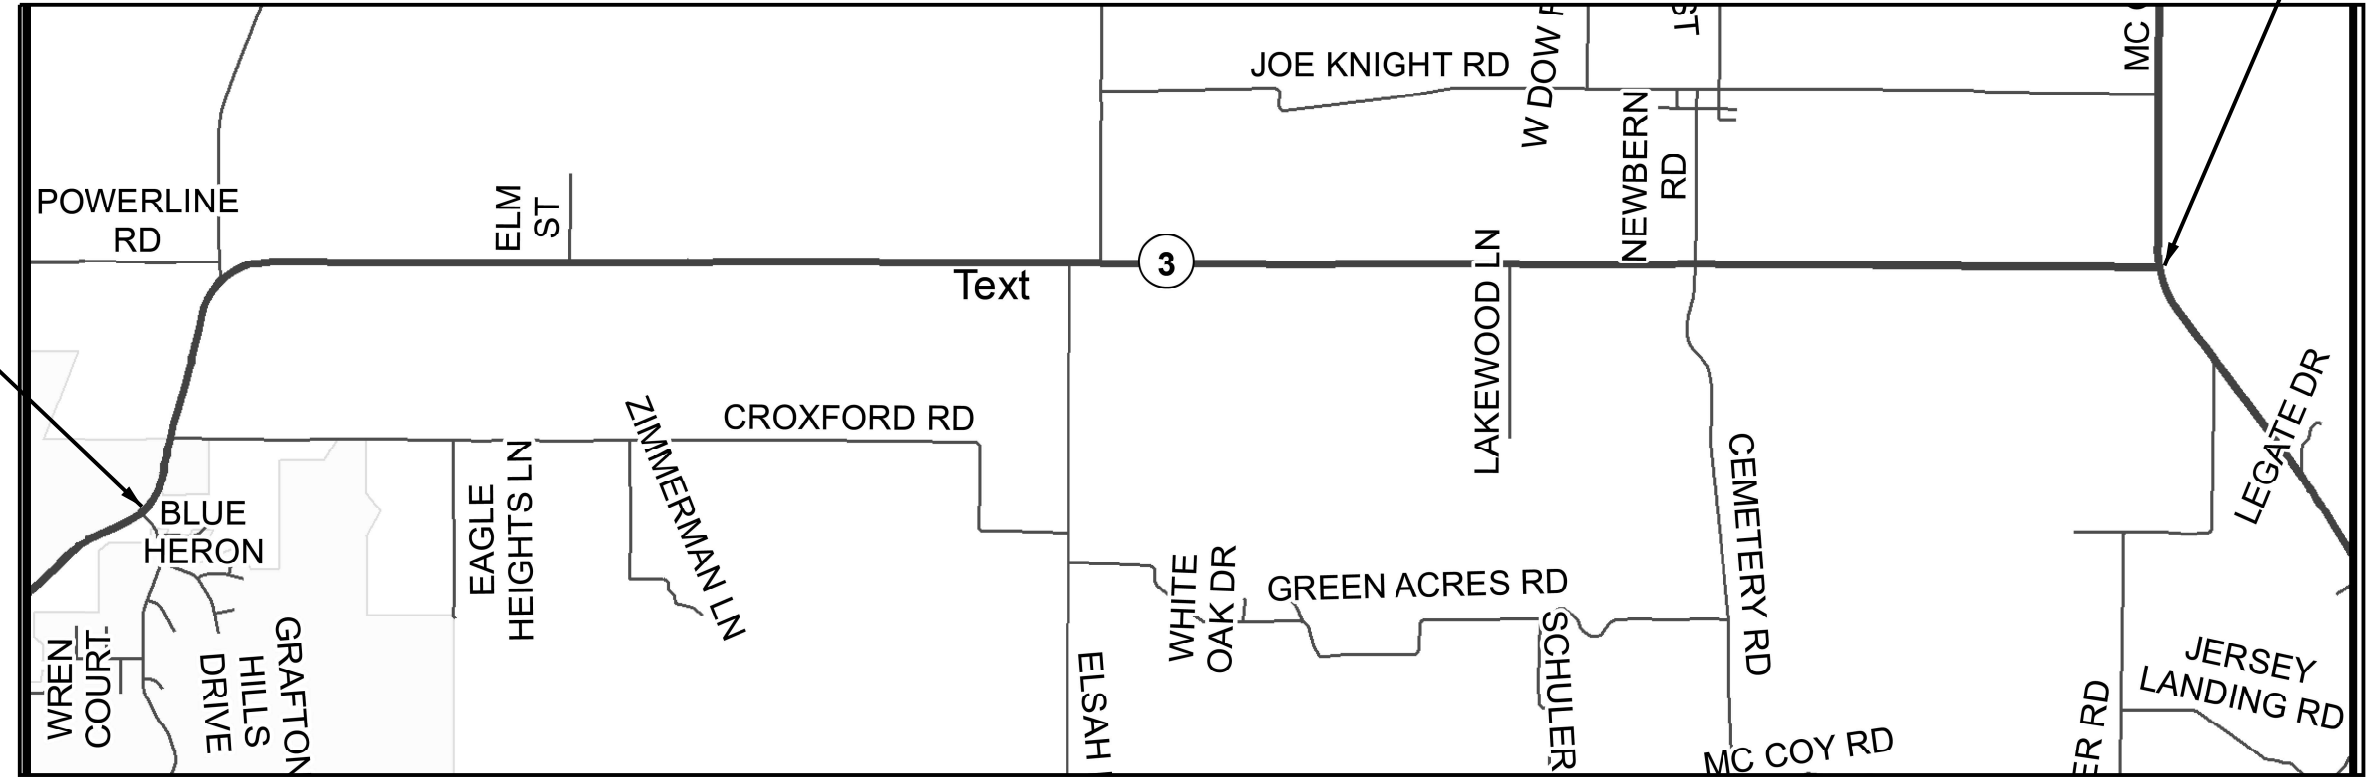 JOE KNIGHT RD
W DOW
ST
MC
NEWBERN
RD
POWERLINE
RD
ELM
ST
3
Text
LAKEWOOD LN
CROXFORD RD
ZIMMERMAN LN
EAGLE
HEIGHTS LN
BLUE
HERON
CEMETERY RD
LEGATE DR
WHITE
OAK DR
GREEN ACRES RD
SCHULER
WREN
COURT
GRAFTON
HILLS
DRIVE
ELSAH
MC COY RD
ER RD
JERSEY
LANDING RD